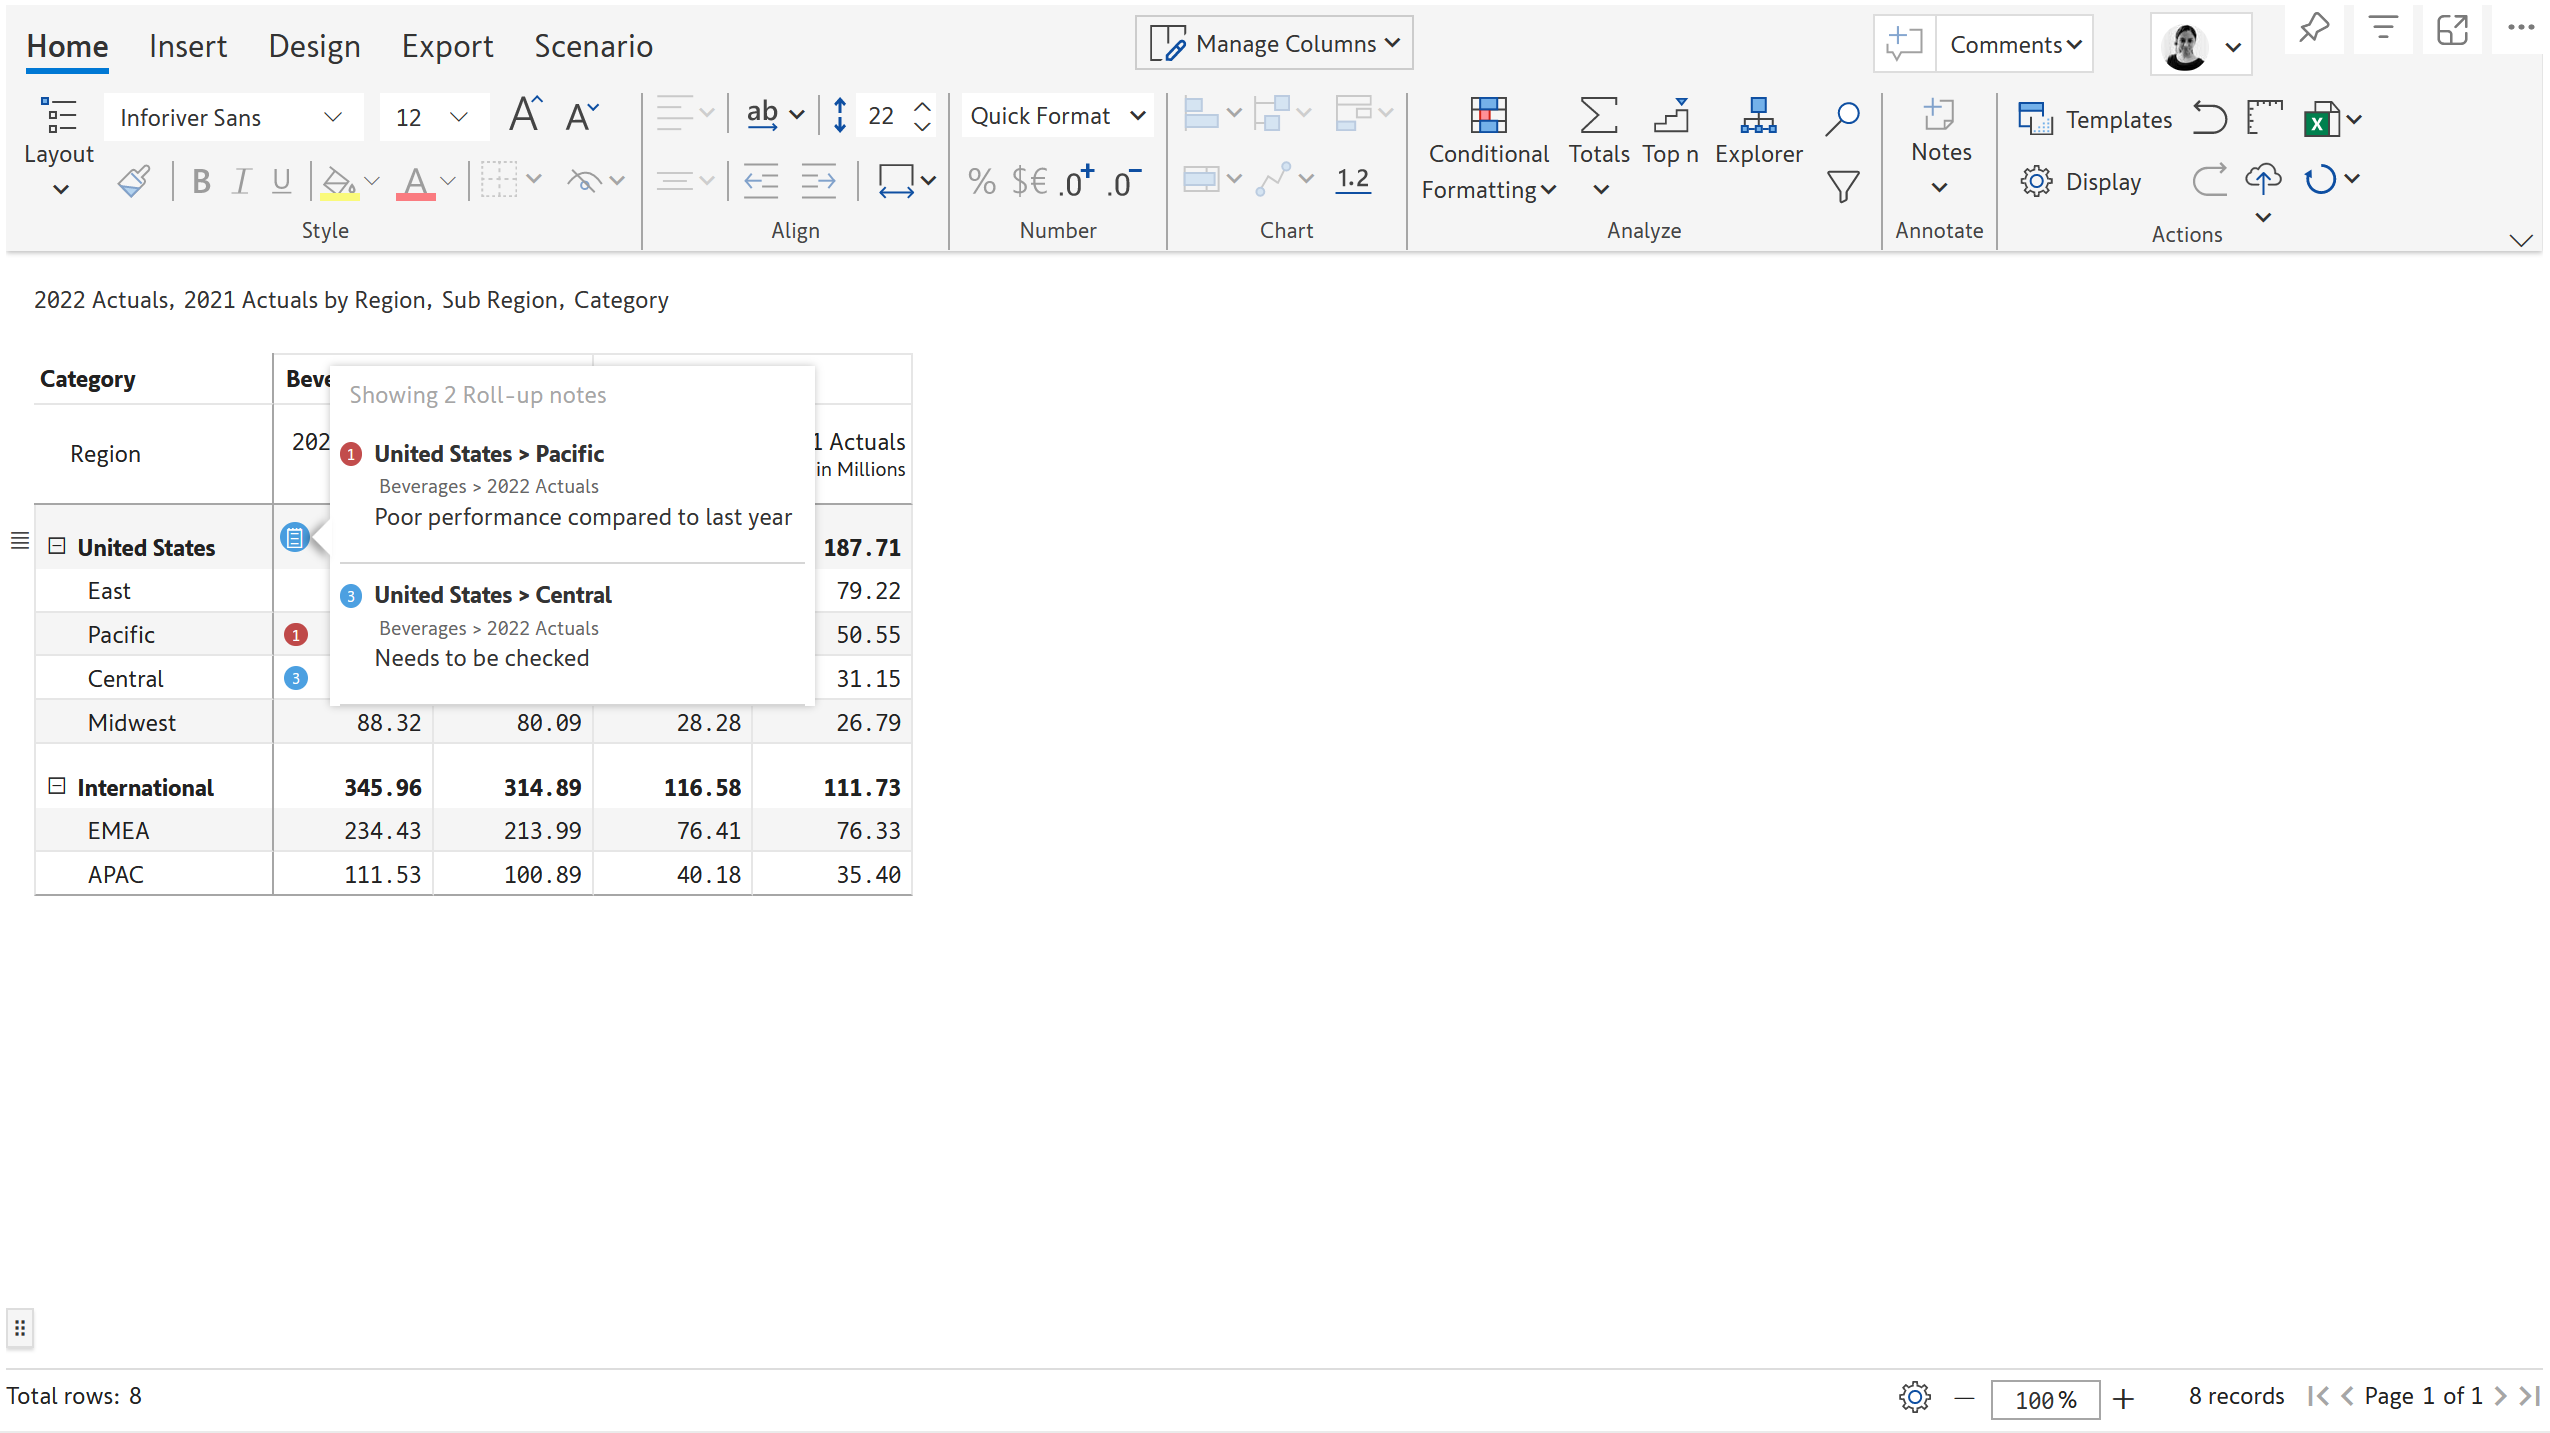 Home Insert Design Export Scenario Manage Columns Comments
Inforiver Sans 12 A A ab 22 Quick Format 1.2
Layout B I U A % $€ .0+ .0-
Conditional Formatting Totals Top n Explorer Notes Templates X
Display
Style Align Number Chart Analyze Annotate Actions
2022 Actuals, 2021 Actuals by Region, Sub Region, Category
Category Beve
Region 202 1 Actuals
in Millions
Showing 2 Roll-up notes
1 United States > Pacific
Beverages > 2022 Actuals
Poor performance compared to last year
3 United States > Central
Beverages > 2022 Actuals
Needs to be checked
United States 187.71
East 79.22
Pacific 1 50.55
Central 3 31.15
Midwest 88.32 80.09 28.28 26.79
International 345.96 314.89 116.58 111.73
EMEA 234.43 213.99 76.41 76.33
APAC 111.53 100.89 40.18 35.40
Total rows: 8 100% 8 records Page 1 of 1